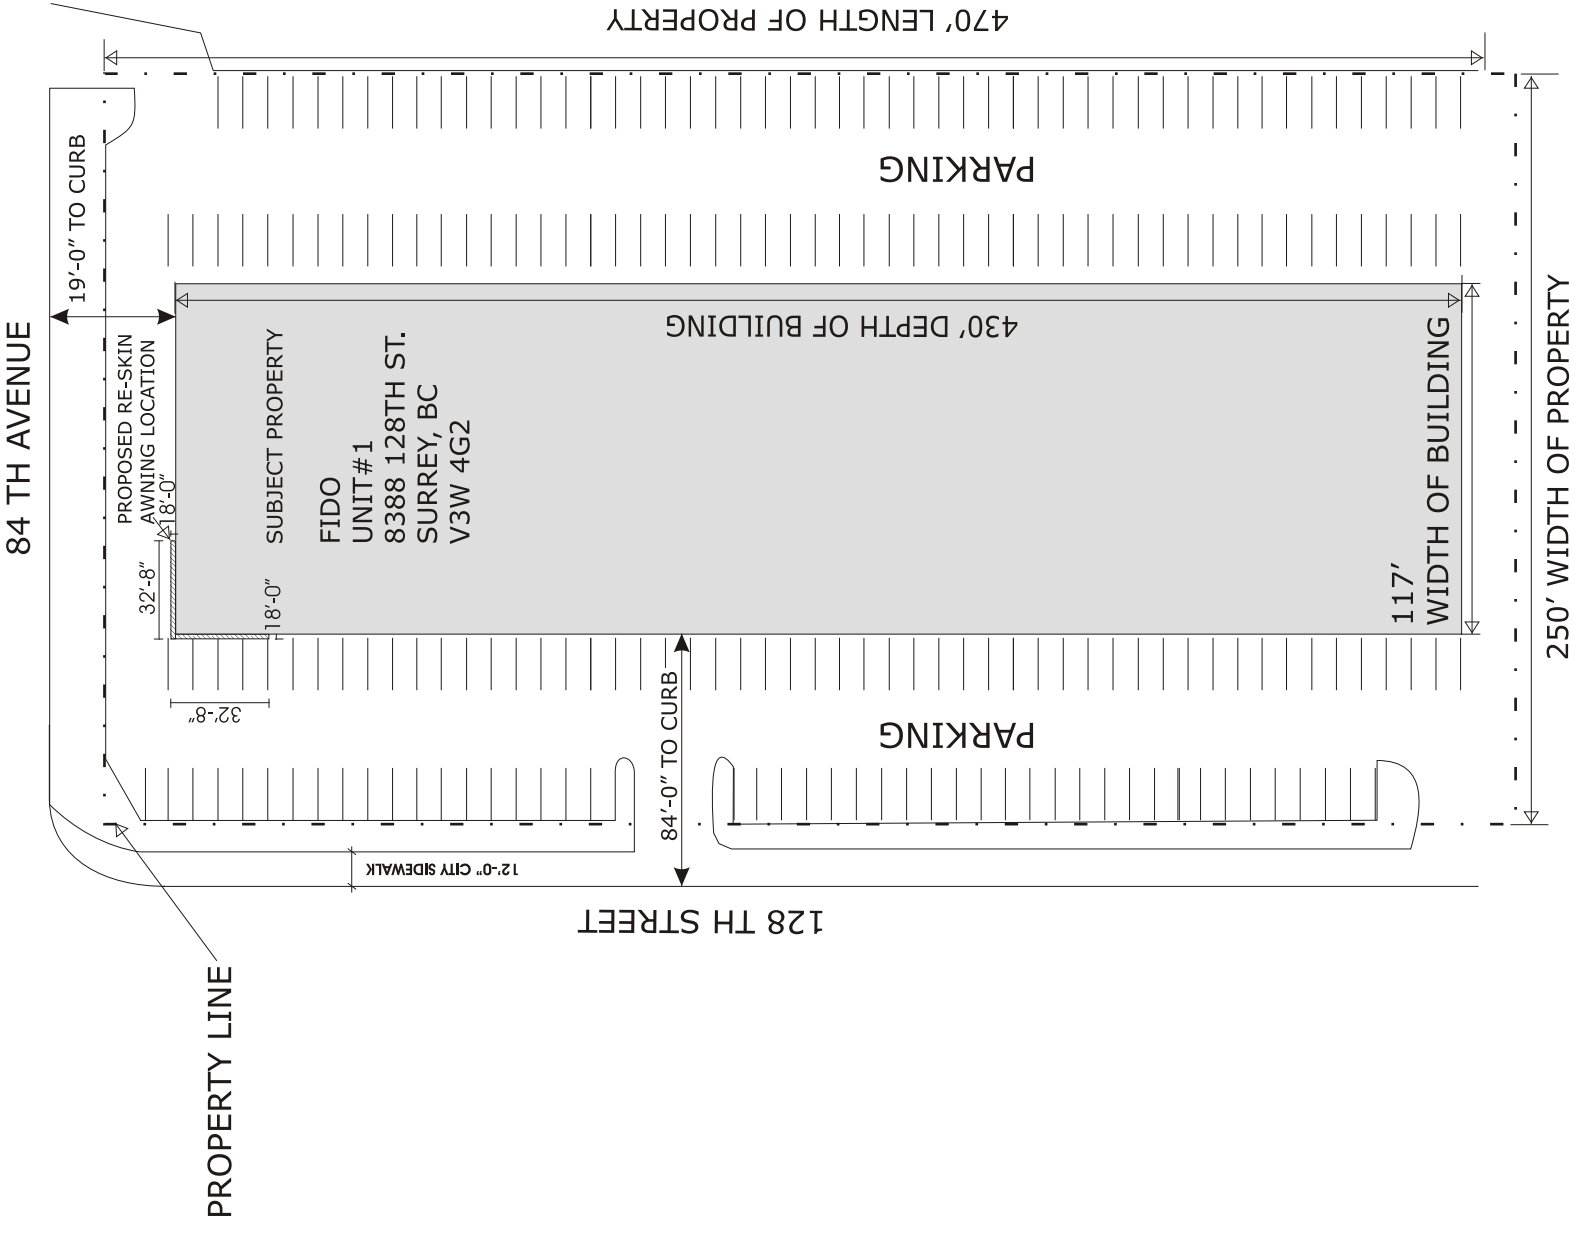 470' LENGTH OF PROPERTY
84 TH AVENUE
19'-0" TO CURB
PARKING
PROPOSED RE-SKIN
AWNING LOCATION
18'-0"
32'-8"
SUBJECT PROPERTY
18'-0"
FIDO
UNIT#1
8388 128TH ST.
SURREY, BC
V3W 4G2
430' DEPTH OF BUILDING
117'
WIDTH OF BUILDING
250' WIDTH OF PROPERTY
32'-8"
84'-0" TO CURB
PARKING
12'-0" CITY SIDEWALK
128 TH STREET
PROPERTY LINE